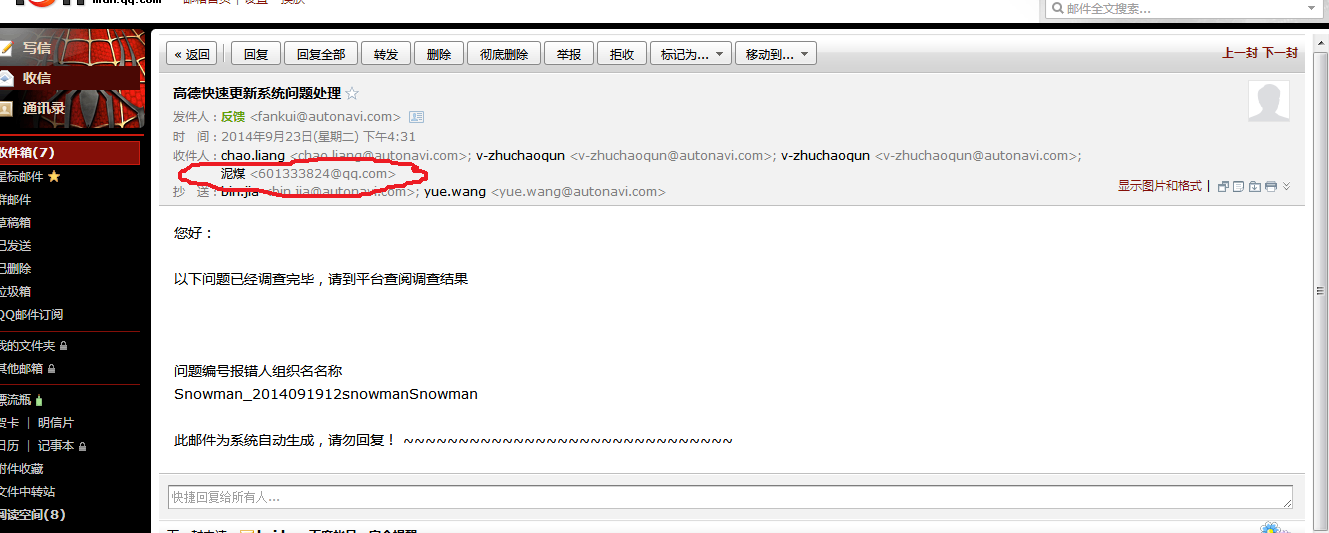 mail.qq.com 邮箱首页 | 设置 - 换肤
邮件全文搜索...
写信
收信
通讯录
收件箱(7)
星标邮件
群邮件
草稿箱
已发送
已删除
垃圾箱
QQ邮件订阅
我的文件夹
其他邮箱
漂流瓶
贺卡 | 明信片
日历 | 记事本
附件收藏
文件中转站
阅读空间(8)
« 返回 回复 回复全部 转发 删除 彻底删除 举报 拒收 标记为... 移动到... 上一封 下一封
高德快速更新系统问题处理
发件人：反馈 <fankui@autonavi.com>
时 间：2014年9月23日(星期二) 下午4:31
收件人：chao.liang <chao.liang@autonavi.com>; v-zhuchaoqun <v-zhuchaoqun@autonavi.com>; v-zhuchaoqun <v-zhuchaoqun@autonavi.com>;
泥煤 <601333824@qq.com>
抄 送：bin.jia <bin.jia@autonavi.com>; yue.wang <yue.wang@autonavi.com>
显示图片和格式 |
您好：
以下问题已经调查完毕，请到平台查阅调查结果
问题编号报错人组织名名称
Snowman_2014091912snowmanSnowman
此邮件为系统自动生成，请勿回复！ ~~~~~~~~~~~~~~~~~~~~~~~~~~~~~~
快捷回复给所有人...